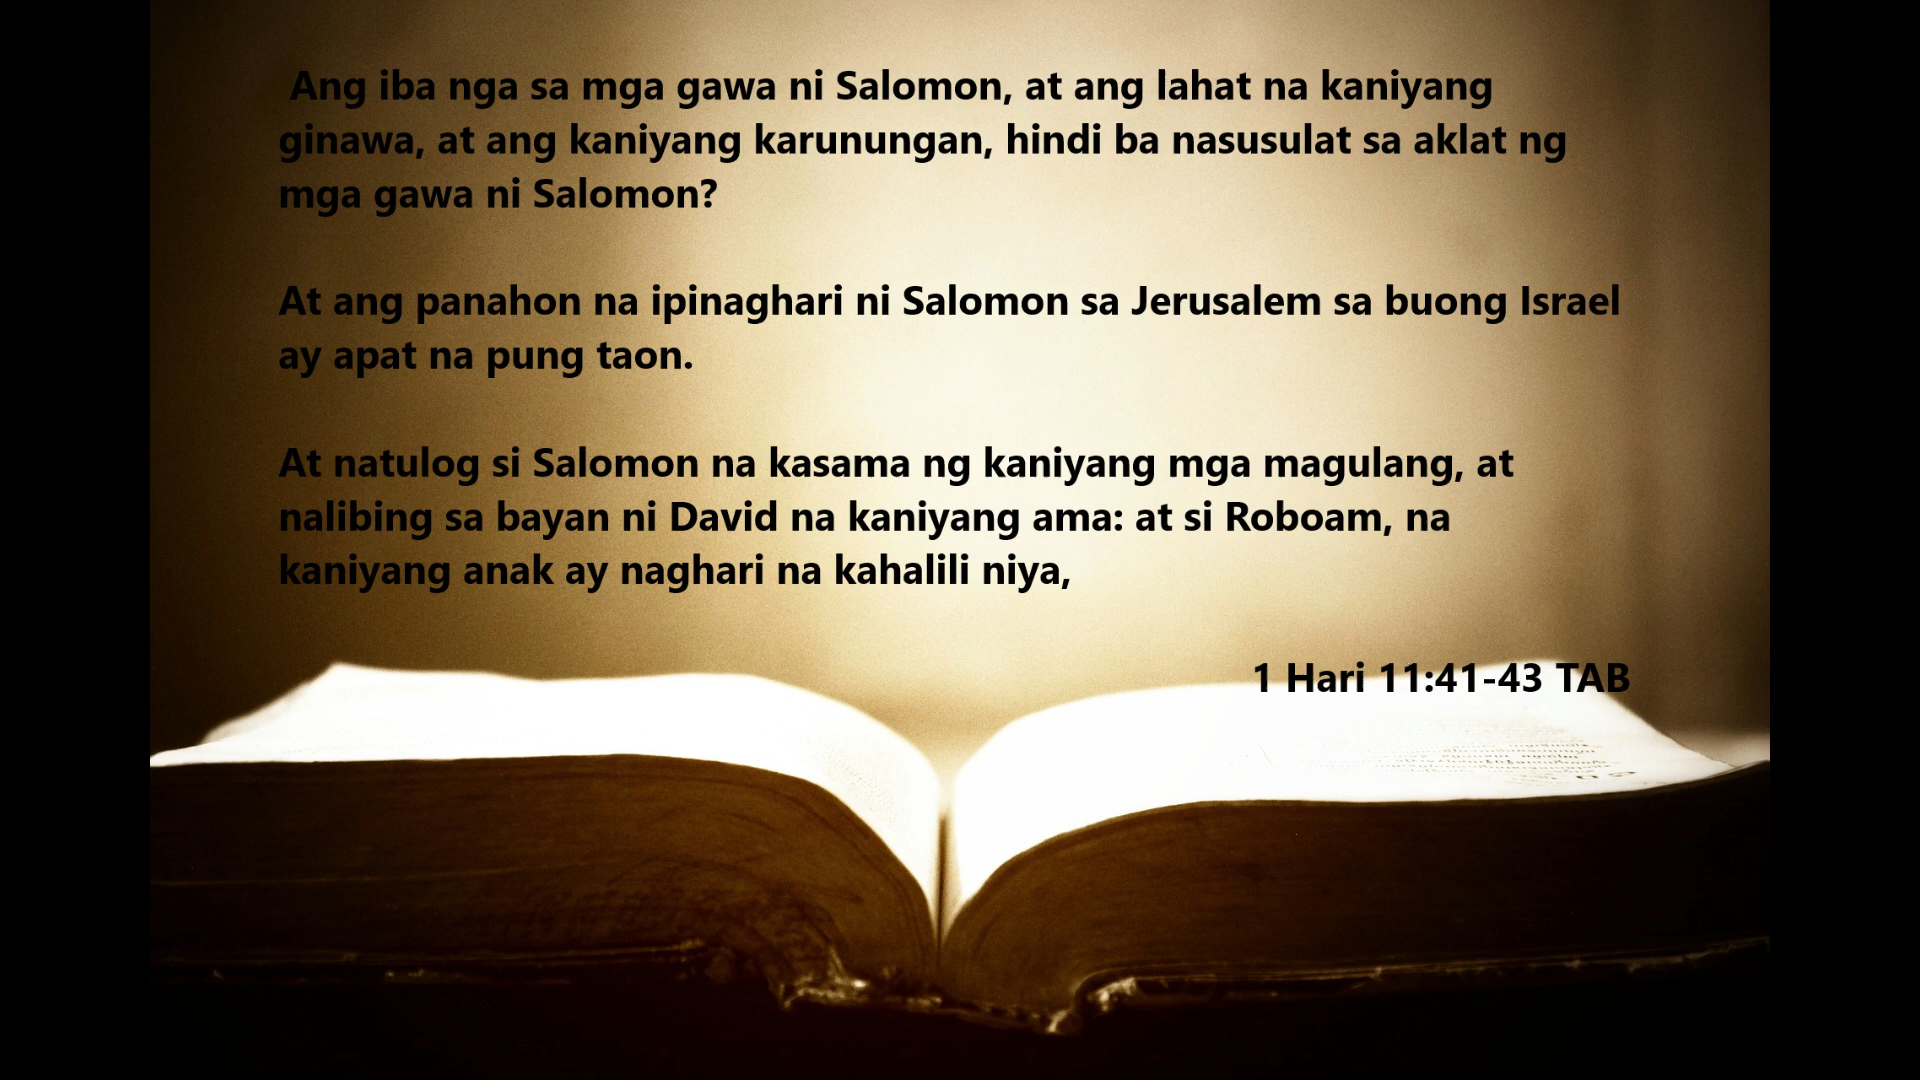 Ang iba nga sa mga gawa ni Salomon, at ang lahat na kaniyang
ginawa, at ang kaniyang karunungan, hindi ba nasusulat sa aklat ng
mga gawa ni Salomon?
At ang panahon na ipinaghari ni Salomon sa Jerusalem sa buong Israel
ay apat na pung taon.
At natulog si Salomon na kasama ng kaniyang mga magulang, at
nalibing sa bayan ni David na kaniyang ama: at si Roboam, na
kaniyang anak ay naghari na kahalili niya,
1 Hari 11:41-43 TAB